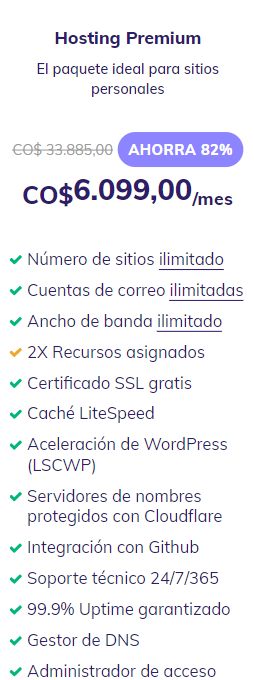 Hosting Premium
El paquete ideal para sitios
personales
CO$ 33.885,00 AHORRA 82%
CO$6.099,00/mes
Número de sitios ilimitado
Cuentas de correo ilimitadas
Ancho de banda ilimitado
2X Recursos asignados
Certificado SSL gratis
Caché LiteSpeed
Aceleración de WordPress
(LSCWP)
Servidores de nombres
protegidos con Cloudflare
Integración con Github
Soporte técnico 24/7/365
99.9% Uptime garantizado
Gestor de DNS
Administrador de acceso